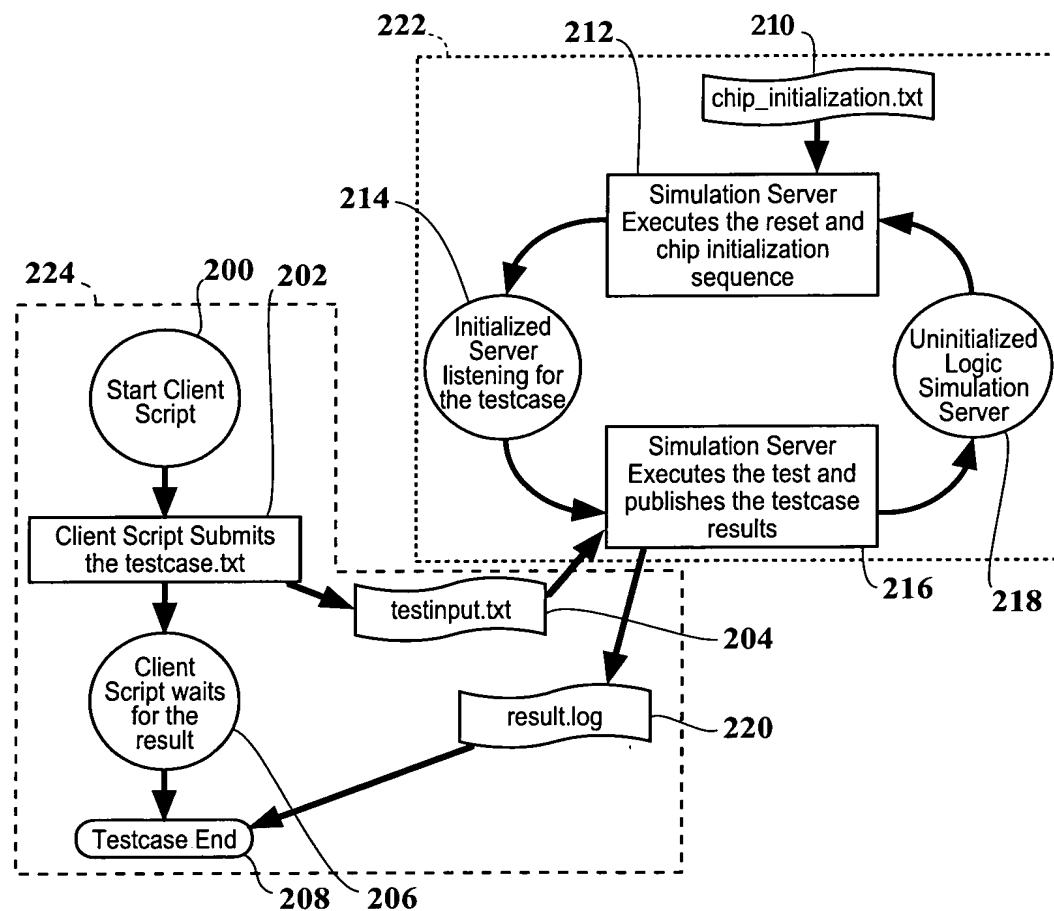 222
212
210
chip_initialization.txt
214
Simulation Server
Executes the reset and
chip initialization
sequence
224
200
202
Start Client
Script
Initialized
Server
listening for
the testcase
Uninitialized
Logic
Simulation
Server
Simulation Server
Executes the test and
publishes the testcase
results
Client Script Submits
the testcase.txt
testinput.txt
204
216
218
Client
Script waits
for the
result
result.log
220
Testcase End
208
206